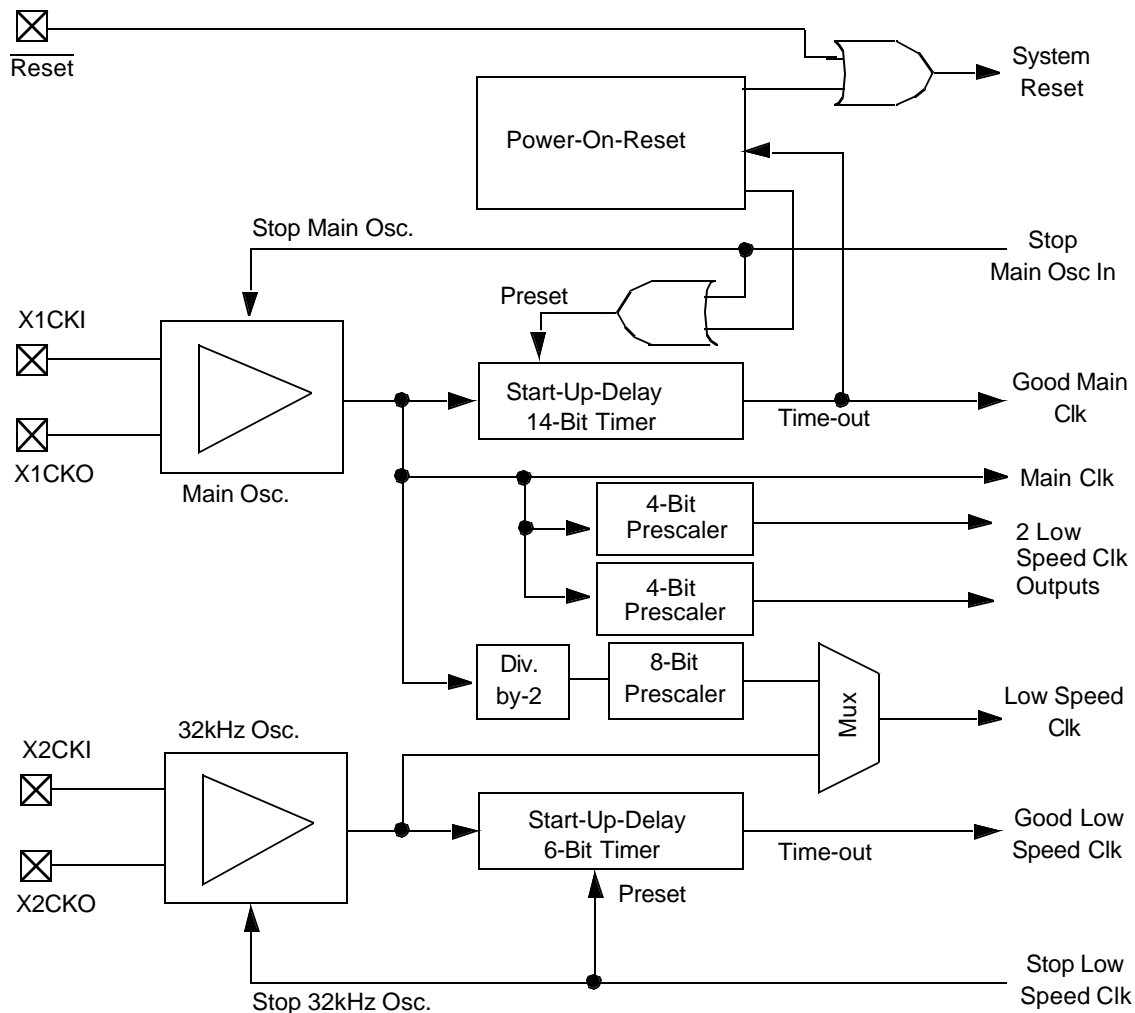 Reset
System
Reset
Power-On-Reset
Stop Main Osc.
Stop
Main Osc In
Preset
X1CKI
Start-Up-Delay
14-Bit Timer
Time-out
Good Main
Clk
X1CKO
Main Osc.
Main Clk
4-Bit
Prescaler
2 Low
Speed Clk
Outputs
4-Bit
Prescaler
Div.
by-2
8-Bit
Prescaler
Mux
Low Speed
Clk
32kHz Osc.
X2CKI
Start-Up-Delay
6-Bit Timer
Time-out
Good Low
Speed Clk
X2CKO
Preset
Stop 32kHz Osc.
Stop Low
Speed Clk